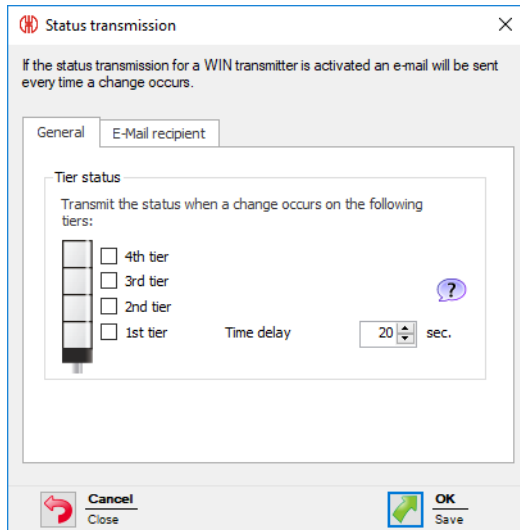 Status transmission
If the status transmission for a WIN transmitter is activated an e-mail will be sent
every time a change occurs.
General
E-Mail recipient
Tier status
Transmit the status when a change occurs on the following
tiers:
4th tier
3rd tier
?
2nd tier
1st tier Time delay 20 sec.
Cancel
Close
OK
Save